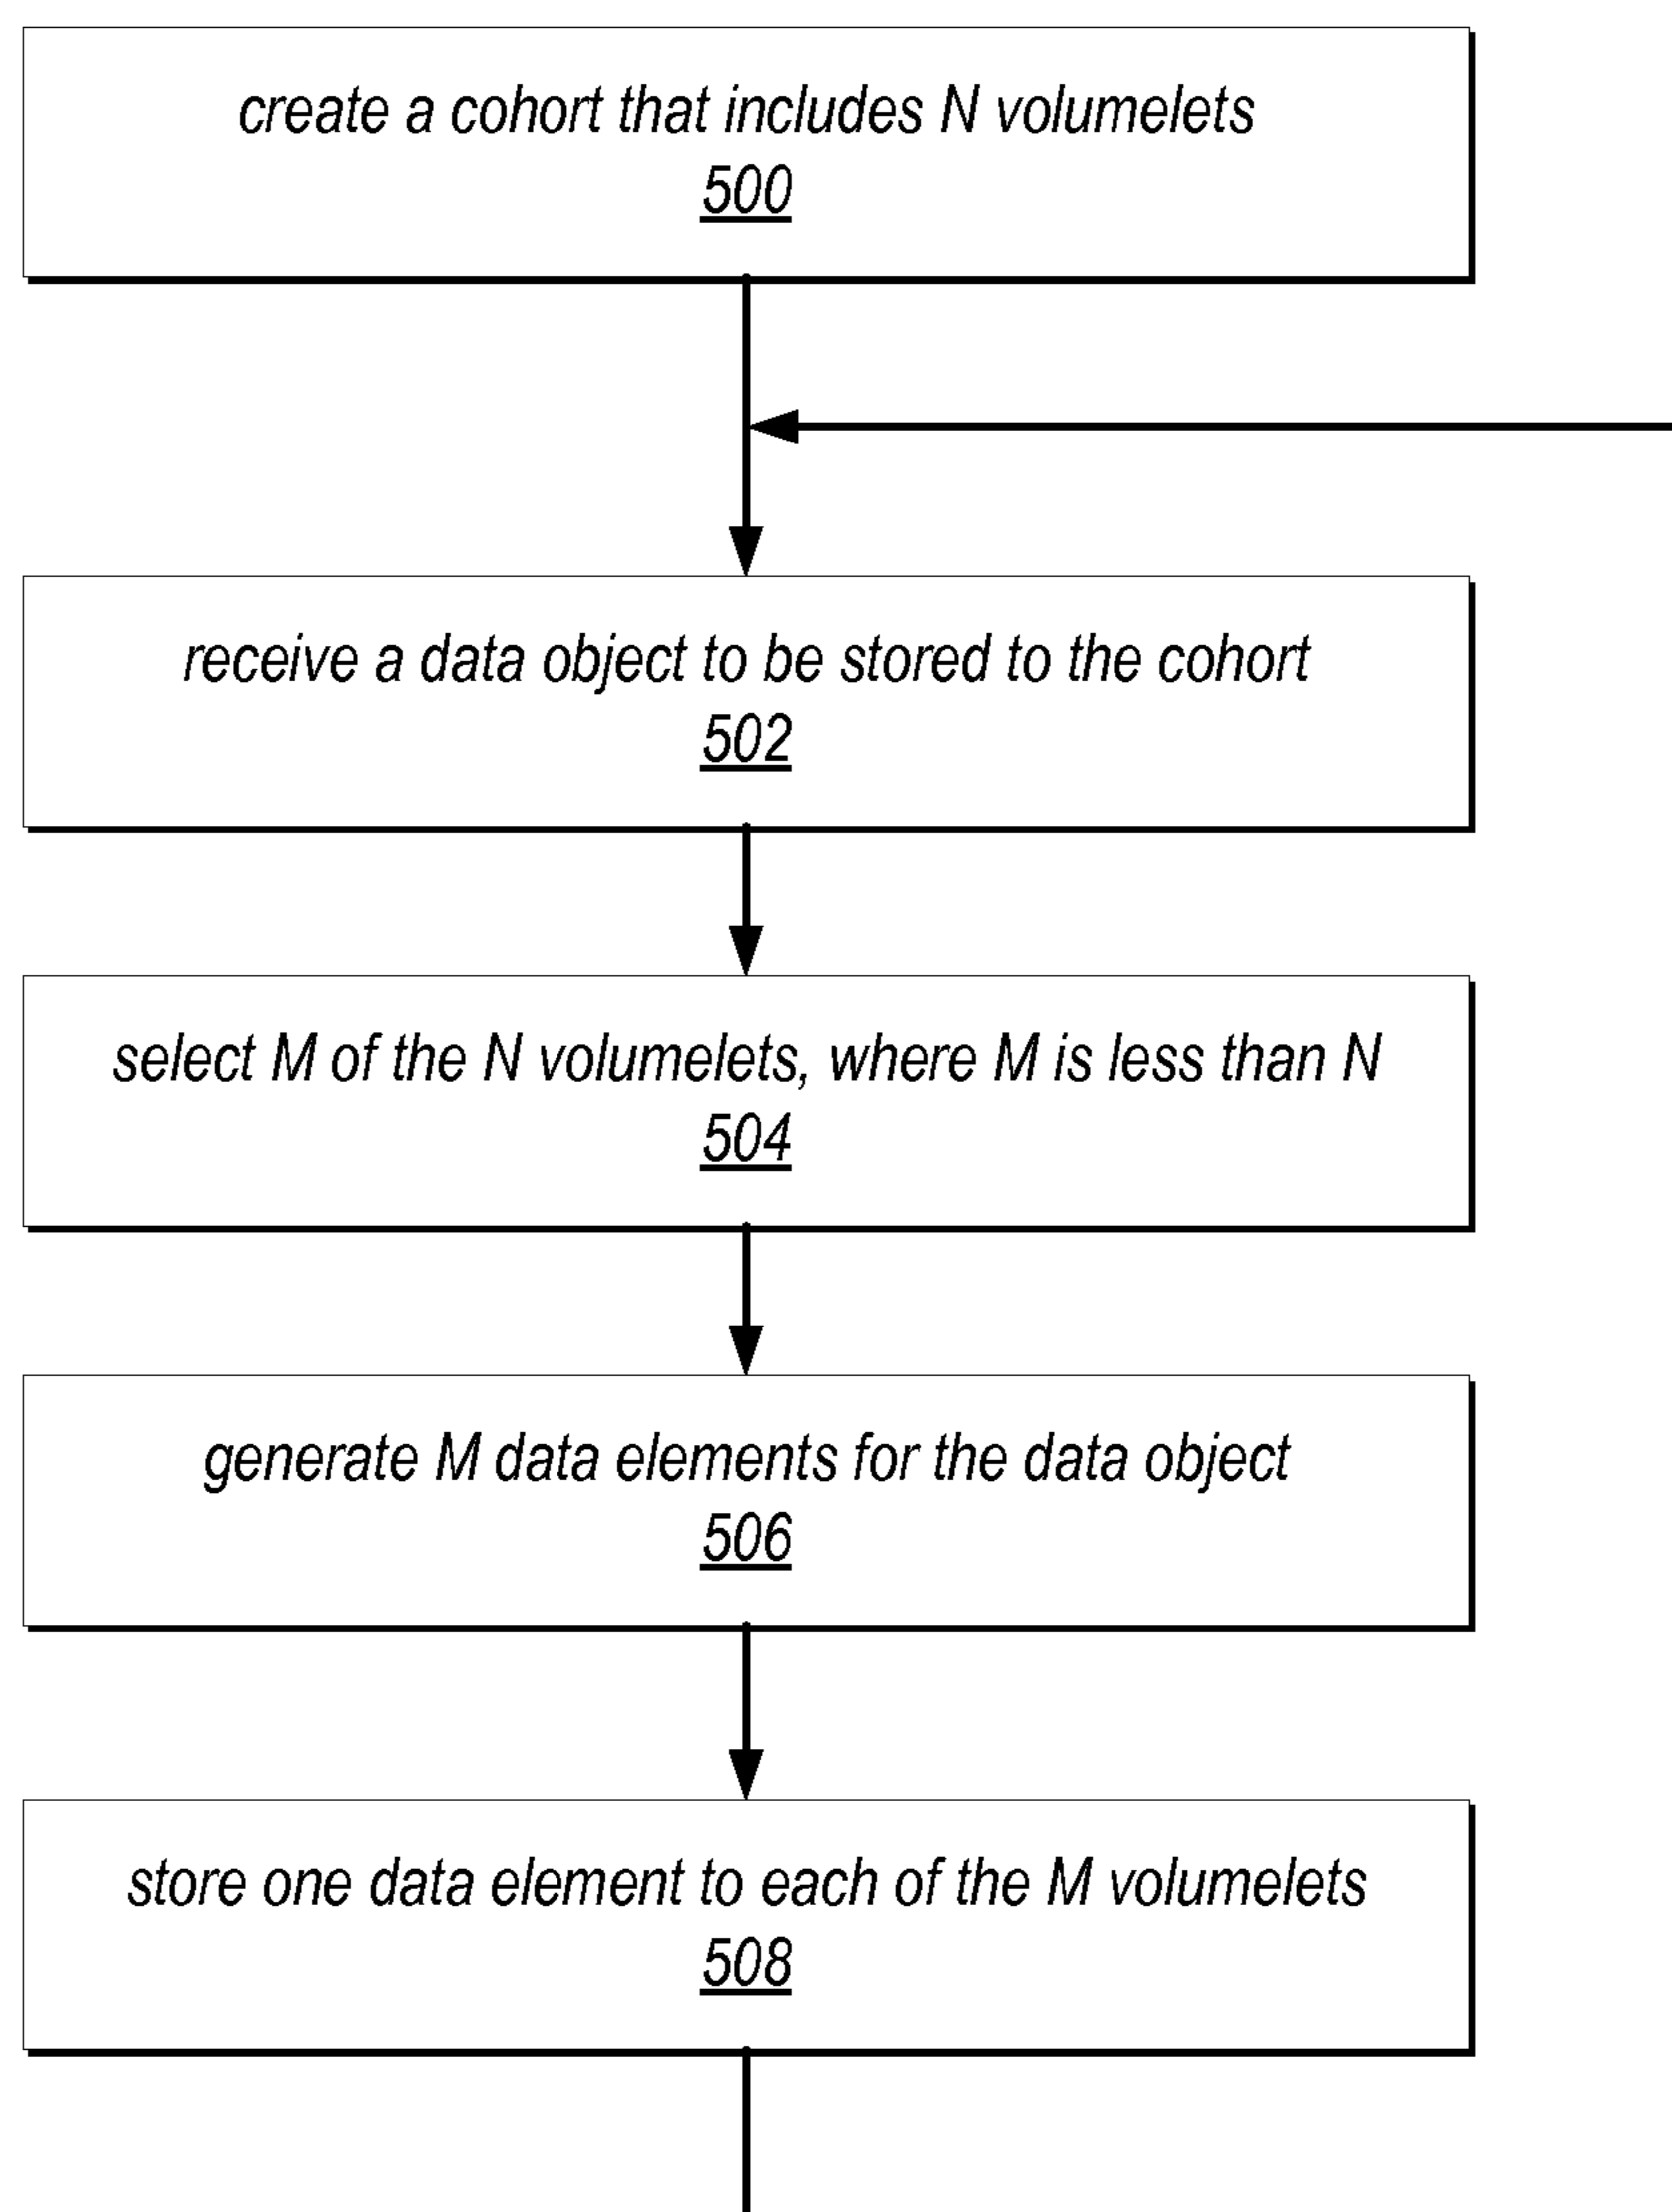 create a cohort that includes N volumelets
500
receive a data object to be stored to the cohort
502
select M of the N volumelets, where M is less than N
504
generate M data elements for the data object
506
store one data element to each of the M volumelets
508